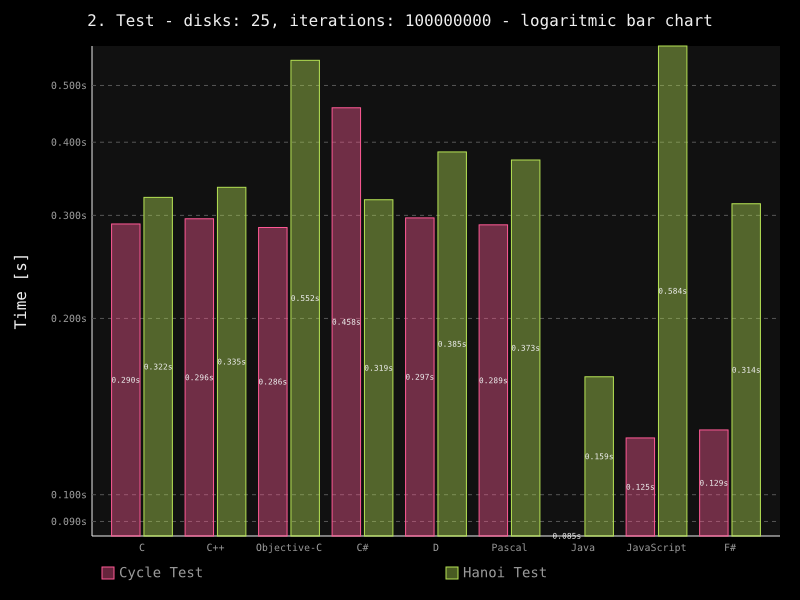 2. Test - disks: 25, iterations: 100000000 - logaritmic bar chart
Time [s]
0.500s
0.400s
0.300s
0.200s
0.100s
0.090s
0.290s
0.322s
0.296s
0.335s
0.286s
0.552s
0.458s
0.319s
0.297s
0.385s
0.289s
0.373s
0.085s
0.159s
0.125s
0.584s
0.129s
0.314s
C
C++
Objective-C
C#
D
Pascal
Java
JavaScript
F#
Cycle Test
Hanoi Test